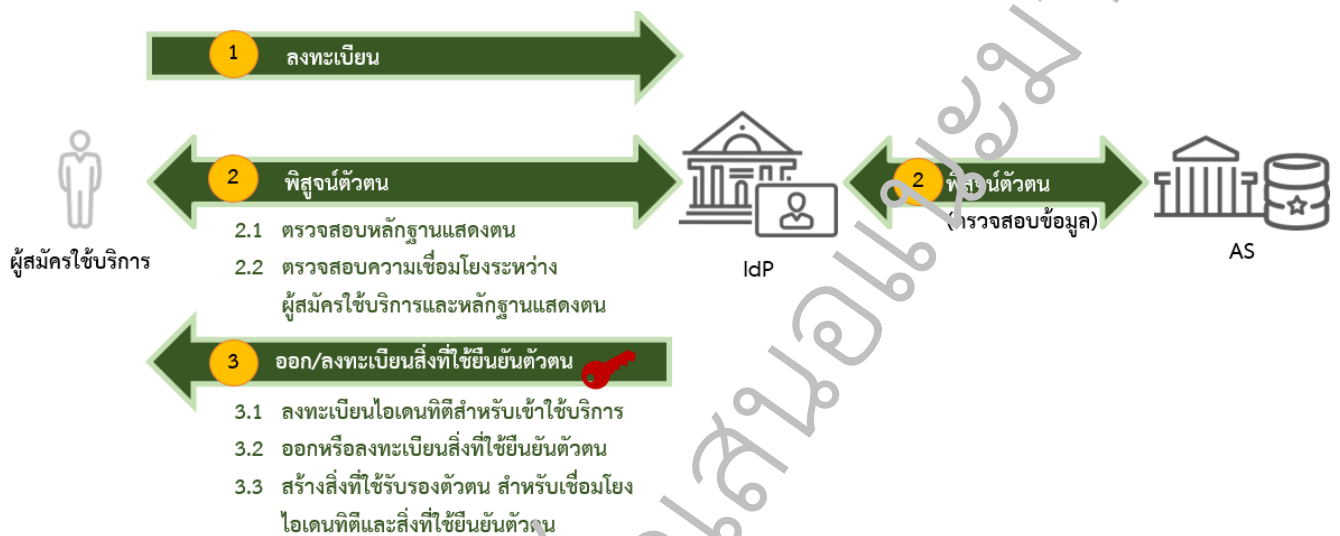 1 ลงทะเบียน
2 พิสูจน์ตัวตน
2.1 ตรวจสอบหลักฐานแสดงตน
2.2 ตรวจสอบความเชื่อมโยงระหว่าง
ผู้สมัครใช้บริการและหลักฐานแสดงตน
ผู้สมัครใช้บริการ
IdP
2 พิสูจน์ตัวตน
(ตรวจสอบข้อมูล)
AS
3 ออก/ลงทะเบียนสิ่งที่ใช้ยืนยันตัวตน
3.1 ลงทะเบียนไอเดนทิตีสำหรับเข้าใช้บริการ
3.2 ออกหรือลงทะเบียนสิ่งที่ใช้ยืนยันตัวตน
3.3 สร้างสิ่งที่ใช้รับรองตัวตน สำหรับเชื่อมโยง
ไอเดนทิตีและสิ่งที่ใช้ยืนยันตัวตน